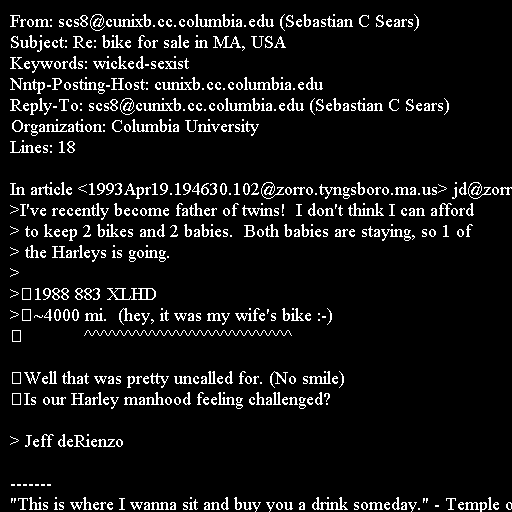 From: scs8@cunixb.cc.columbia.edu (Sebastian C Sears)
Subject: Re: bike for sale in MA, USA
Keywords: wicked-sexist
Nntp-Posting-Host: cunixb.cc.columbia.edu
Reply-To: scs8@cunixb.cc.columbia.edu (Sebastian C Sears)
Organization: Columbia University
Lines: 18

In article <1993Apr19.194630.102@zorro.tyngsboro.ma.us> jd@zorr
>I've recently become father of twins!  I don't think I can afford
> to keep 2 bikes and 2 babies.  Both babies are staying, so 1 of
> the Harleys is going.
>
>▯1988 883 XLHD
>▯~4000 mi.  (hey, it was my wife's bike :-)
▯            ^^^^^^^^^^^^^^^^^^^^^^^^^^

▯Well that was pretty uncalled for. (No smile)
▯Is our Harley manhood feeling challenged?

> Jeff deRienzo

-------
"This is where I wanna sit and buy you a drink someday." - Temple o